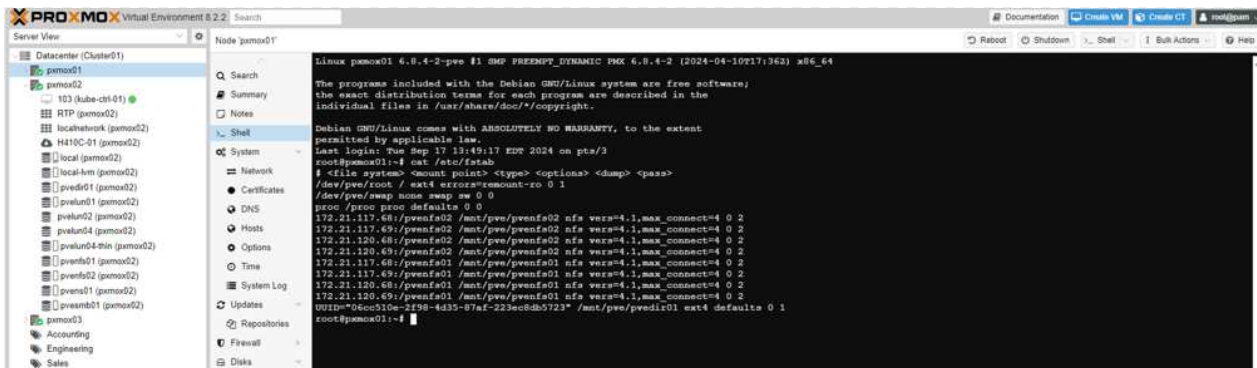 PROXMOX Virtual Environment 8.2.2 Search
Documentation Create VM Create CT root@pam
Server View
Node 'pxmox01'
Reboot Shutdown Shell Bulk Actions Help
Datacenter (Cluster01)
pxmox01
pxmox02
103 (kube-ctrl-01)
RTP (pxmox02)
localnetwork (pxmox02)
H410C-01 (pxmox02)
local (pxmox02)
local-lvm (pxmox02)
pvedir01 (pxmox02)
pvelun01 (pxmox02)
pvelun02 (pxmox02)
pvelun04 (pxmox02)
pvelun04-thin (pxmox02)
pvenfs01 (pxmox02)
pvenfs02 (pxmox02)
pvens01 (pxmox02)
pvesmb01 (pxmox02)
pxmox03
Accounting
Engineering
Sales
Search
Summary
Notes
Shell
System
Network
Certificates
DNS
Hosts
Options
Time
System Log
Updates
Repositories
Firewall
Disks
Linux pxmox01 6.8.4-2-pve #1 SMP PREEMPT_DYNAMIC PMX 6.8.4-2 (2024-04-10T17:36Z) x86_64
The programs included with the Debian GNU/Linux system are free software;
the exact distribution terms for each program are described in the
individual files in /usr/share/doc/*/copyright.
Debian GNU/Linux comes with ABSOLUTELY NO WARRANTY, to the extent
permitted by applicable law.
Last login: Tue Sep 17 13:49:17 EDT 2024 on pts/3
root@pxmox01:~# cat /etc/fstab
# <file system> <mount point> <type> <options> <dump> <pass>
/dev/pve/root / ext4 errors=remount-ro 0 1
/dev/pve/swap none swap sw 0 0
proc /proc proc defaults 0 0
172.21.117.68:/pvenfs02 /mnt/pve/pvenfs02 nfs vers=4.1,max_connect=4 0 2
172.21.117.69:/pvenfs02 /mnt/pve/pvenfs02 nfs vers=4.1,max_connect=4 0 2
172.21.120.68:/pvenfs02 /mnt/pve/pvenfs02 nfs vers=4.1,max_connect=4 0 2
172.21.120.69:/pvenfs02 /mnt/pve/pvenfs02 nfs vers=4.1,max_connect=4 0 2
172.21.117.68:/pvenfs01 /mnt/pve/pvenfs01 nfs vers=4.1,max_connect=4 0 2
172.21.117.69:/pvenfs01 /mnt/pve/pvenfs01 nfs vers=4.1,max_connect=4 0 2
172.21.120.68:/pvenfs01 /mnt/pve/pvenfs01 nfs vers=4.1,max_connect=4 0 2
172.21.120.69:/pvenfs01 /mnt/pve/pvenfs01 nfs vers=4.1,max_connect=4 0 2
UUID="06cc510e-2f98-4d35-87af-223ec8db5723" /mnt/pve/pvedir01 ext4 defaults 0 1
root@pxmox01:~#